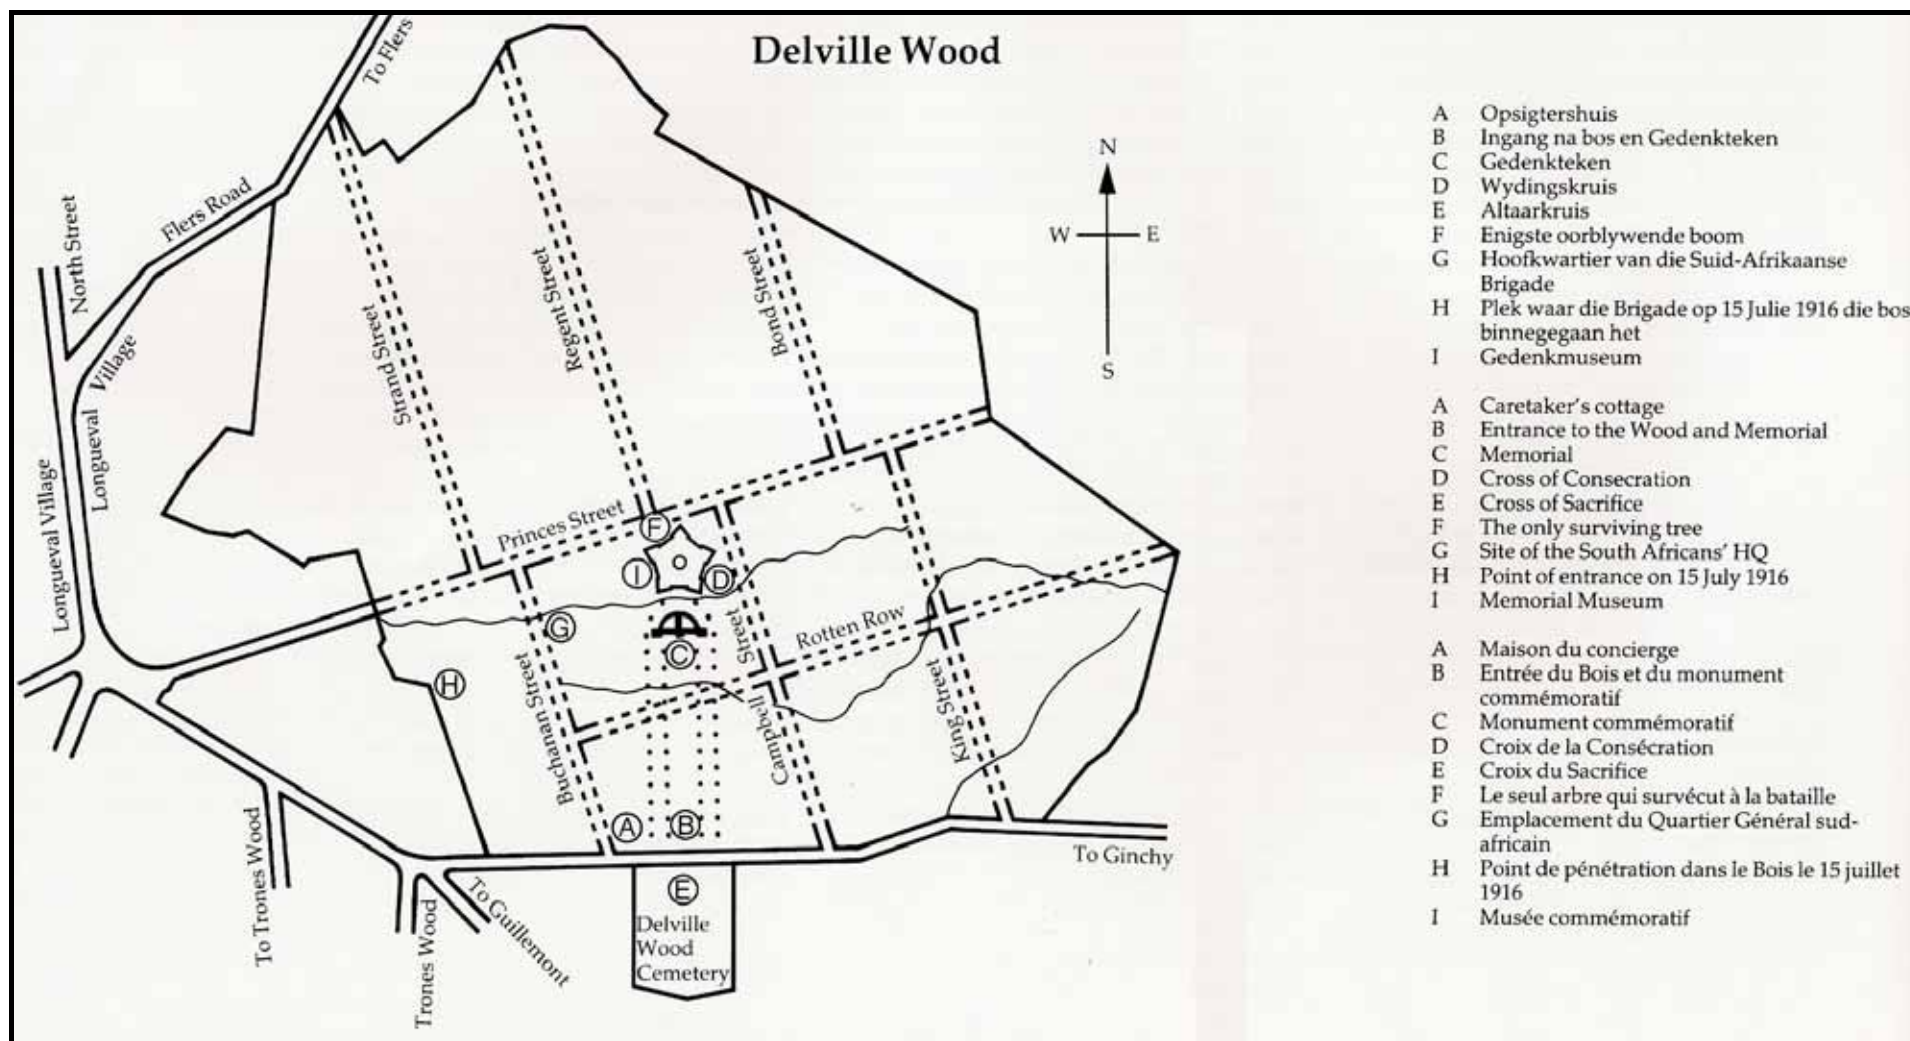 Delville Wood
To Flers
Flers Road
North Street
Village
Longueval
Longueval Village
Strand Street
Regent Street
Bond Street
N
W
E
S
Princes Street
F
I
D
G
C
H
Street
Rotten Row
Buchanan Street
Campbell
King Street
A
B
To Ginchy
E
Delville
Wood
Cemetery
To Trones Wood
Trones Wood
To Guillemont
A Opsigtershuis
B Ingang na bos en Gedenkteken
C Gedenkteken
D Wydingskruis
E Altaarkruis
F Enigste oorblywende boom
G Hoofkwartier van die Suid-Afrikaanse
Brigade
H Plek waar die Brigade op 15 Julie 1916 die bos
binnegegaan het
I Gedenkmuseum
A Caretaker's cottage
B Entrance to the Wood and Memorial
C Memorial
D Cross of Consecration
E Cross of Sacrifice
F The only surviving tree
G Site of the South Africans' HQ
H Point of entrance on 15 July 1916
I Memorial Museum
A Maison du concierge
B Entrée du Bois et du monument
commémoratif
C Monument commémoratif
D Croix de la Consécration
E Croix du Sacrifice
F Le seul arbre qui survécut à la bataille
G Emplacement du Quartier Général sud-
africain
H Point de pénétration dans le Bois le 15 juillet
1916
I Musée commémoratif